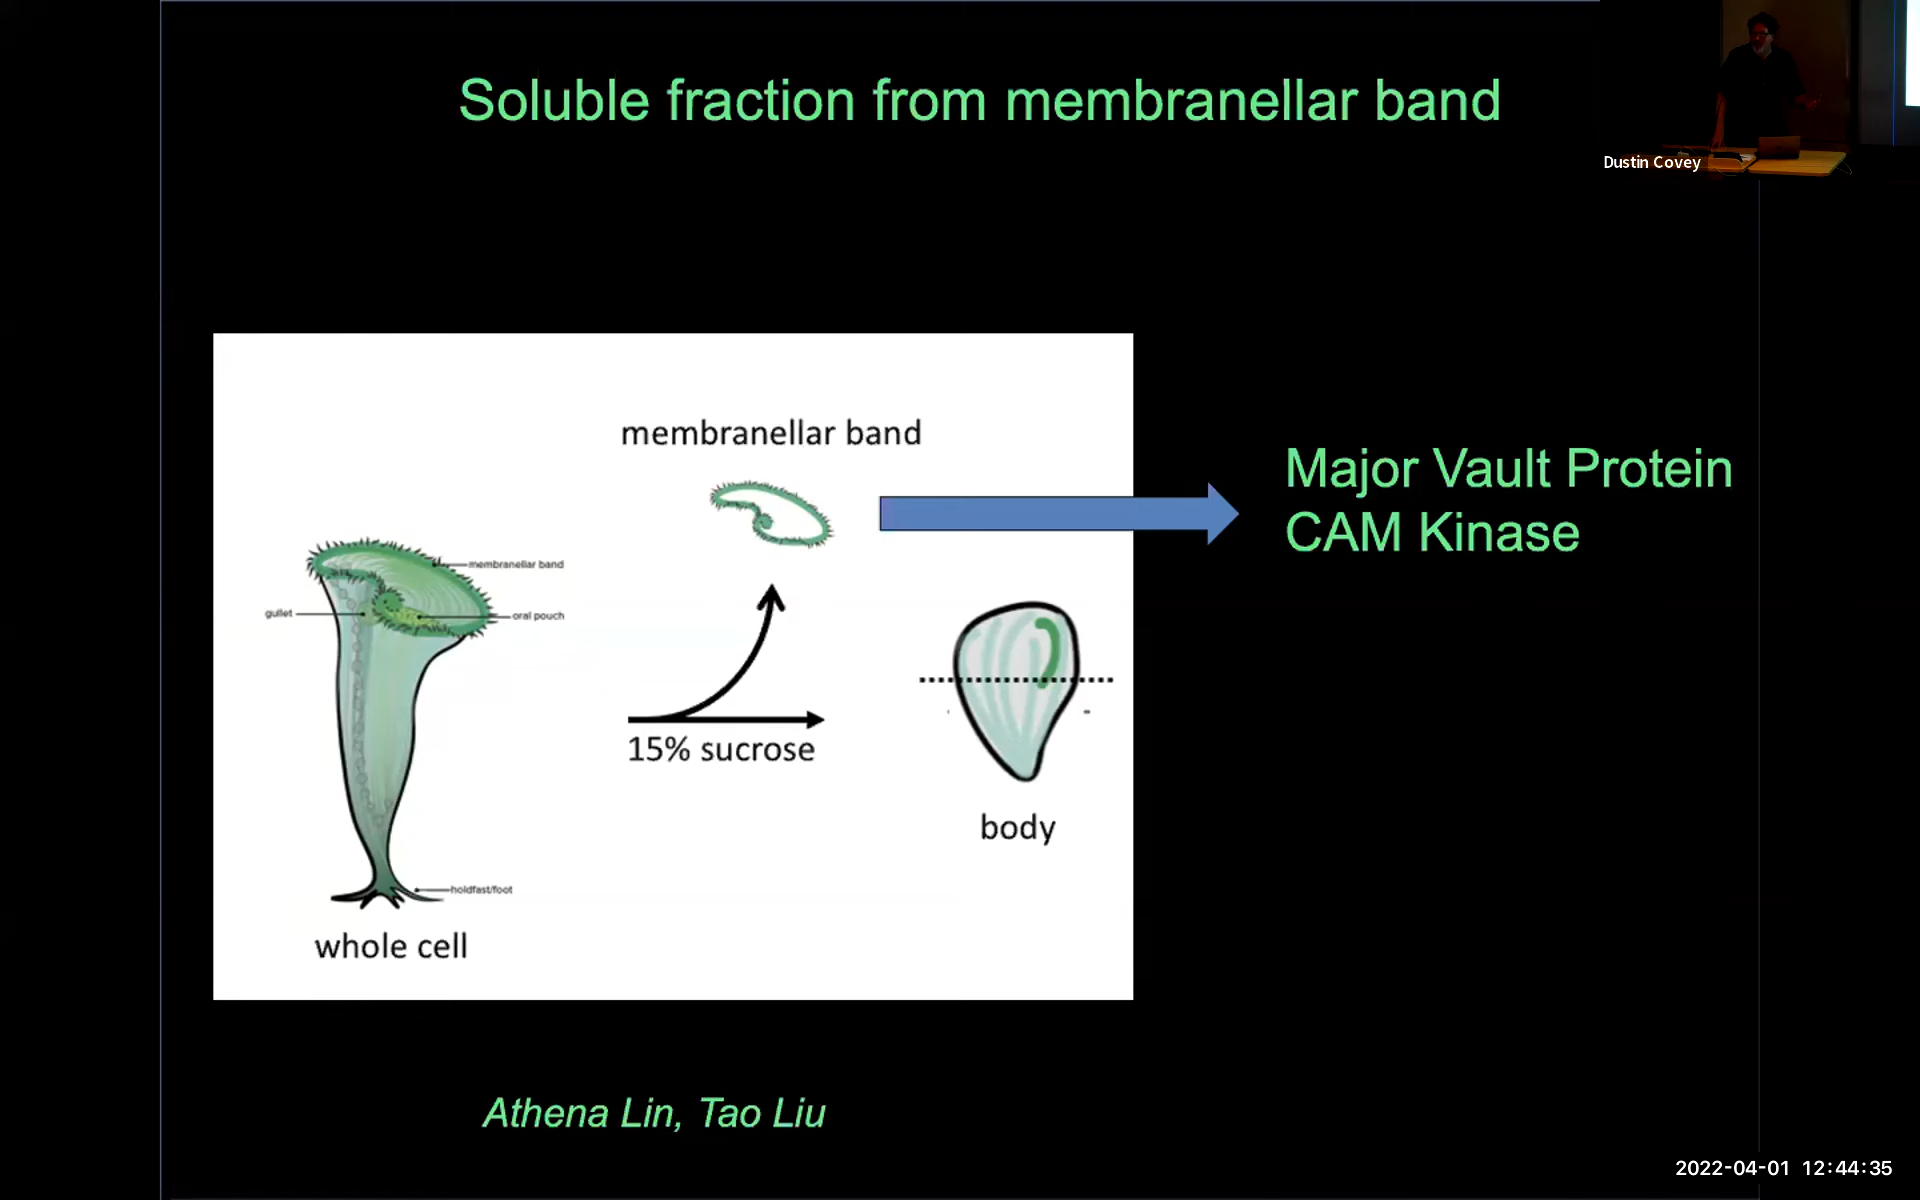 Soluble fraction from membranellar band
Dustin Covey
membranellar band
Major Vault Protein
CAM Kinase
membranellar band
gullet
oral pouch
15% sucrose
body
holdfast/foot
whole cell
Athena Lin, Tao Liu
2022-04-01 12:44:35